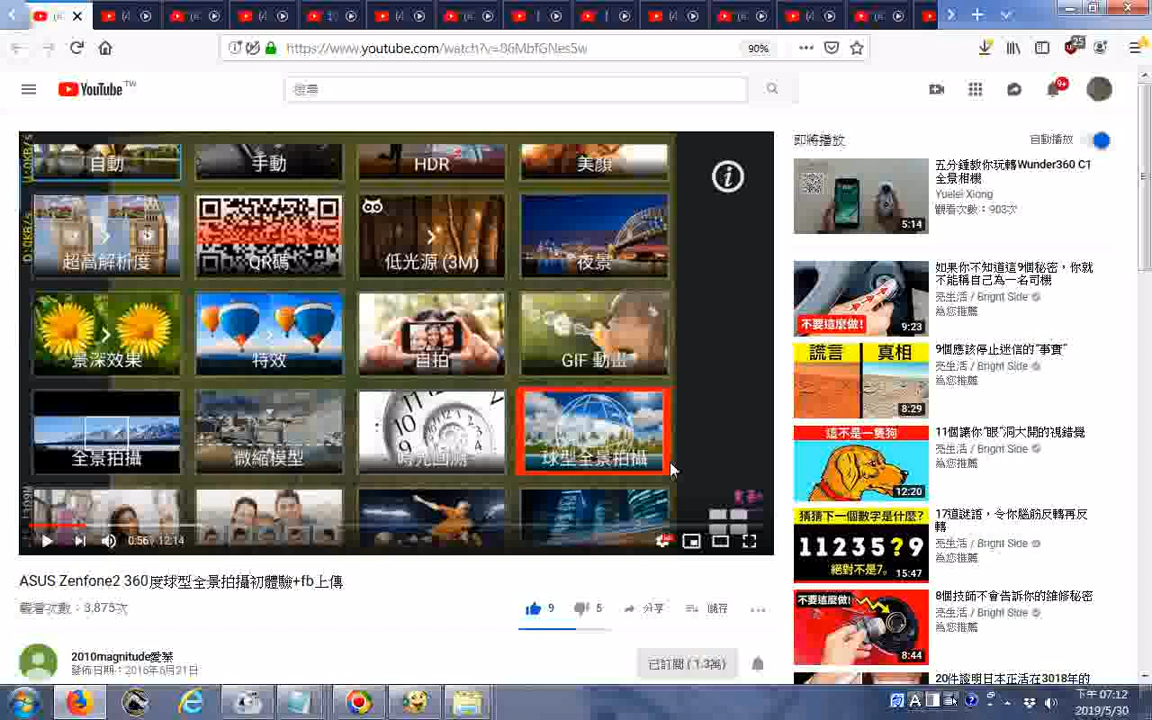 https://www.youtube.com/watch?v=86MbfGNes5w
90%
25
YouTube TW
搜尋
9+
自動
手動
HDR
美顏
超高解析度
QR碼
低光源 (3M)
夜景
景深效果
特效
自拍
GIF 動畫
全景拍攝
微縮模型
時光回溯
球型全景拍攝
0:56 / 12:14
ASUS Zenfone2 360度球型全景拍攝初體驗+fb上傳
觀看次數：3,875次
9
5
分享
儲存
2010magnitude愛蘂
發佈日期：2016年6月21日
已訂閱 (1.3萬)
即將播放
自動播放
五分鐘教你玩轉Wunder360 C1
全景相機
Yuelei Xiang
觀看次數：903次
5:14
如果你不知道這9個秘密，你就
不能稱自己為一名司機
亮生活 / Bright Side
為您推薦
不要這麼做!
9:23
9個應該停止迷信的“事實”
亮生活 / Bright Side
為您推薦
謊言
真相
8:29
11個讓你“眼”洞大開的視錯覺
亮生活 / Bright Side
為您推薦
這不是一隻狗
12:20
17道謎語，令你腦筋反轉再反
轉
亮生活 / Bright Side
為您推薦
猜猜下一個數字是什麼?
112359?9
絕對不是7。
15:47
8個技師不會告訴你的維修秘密
亮生活 / Bright Side
為您推薦
不要這麼做!
8:44
20件證明日本正活在3018年的
下午 07:12
2019/5/30